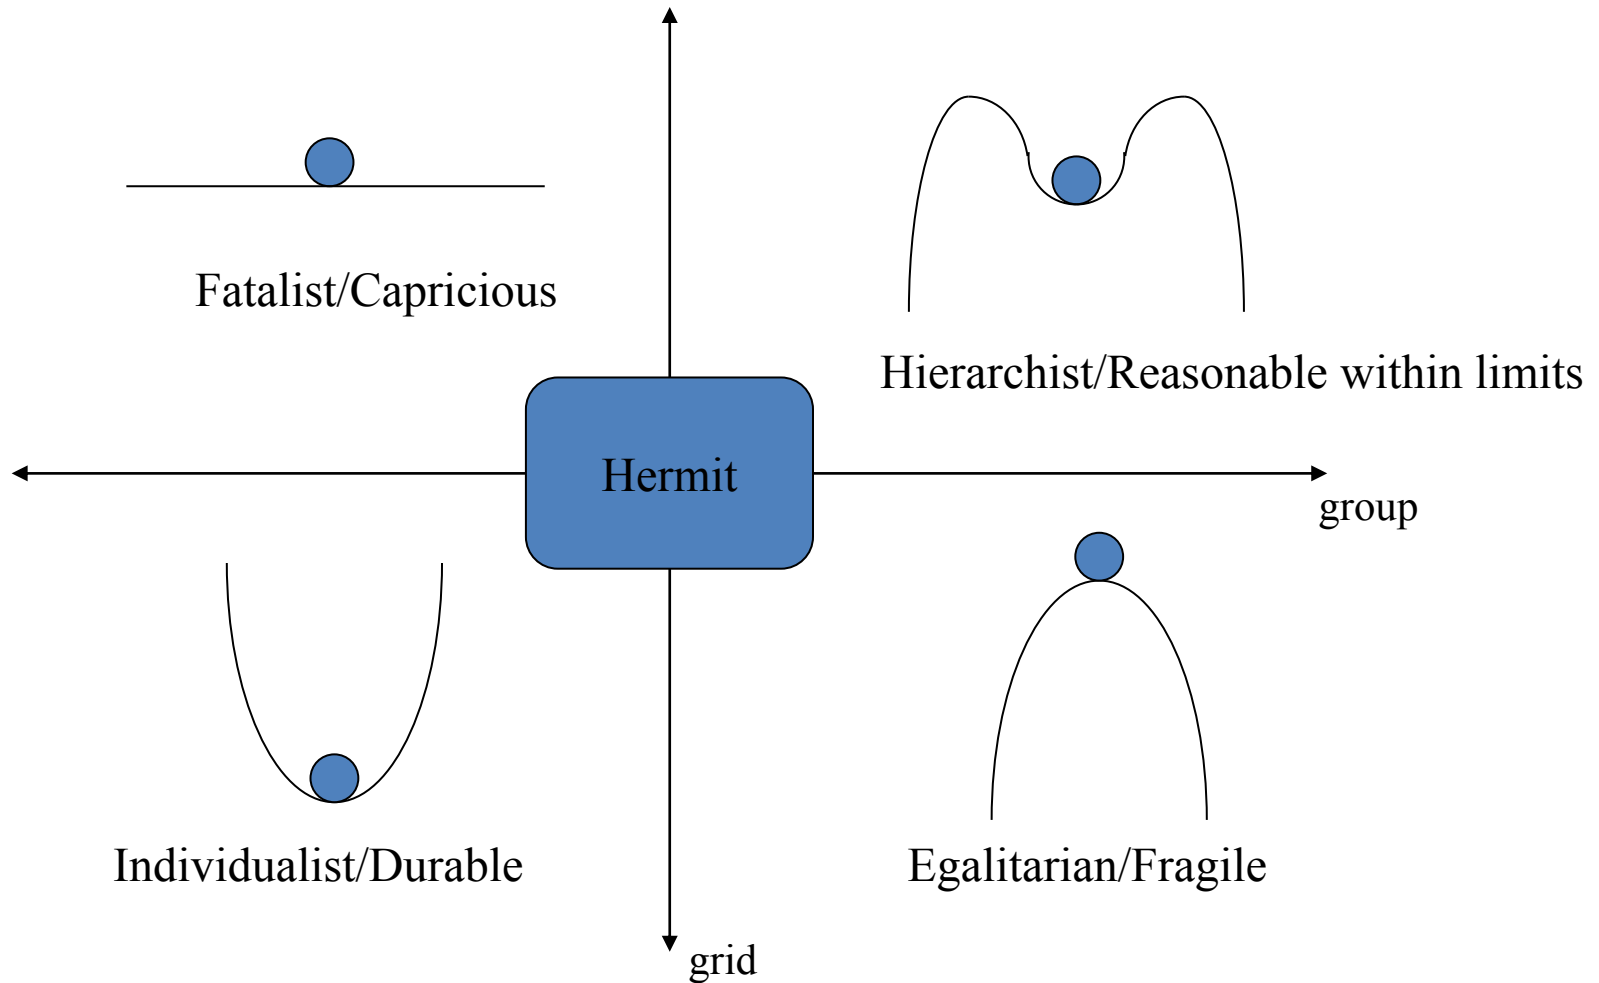 Fatalist/Capricious
Hierarchist/Reasonable within limits
Hermit
group
Individualist/Durable
Egalitarian/Fragile
grid